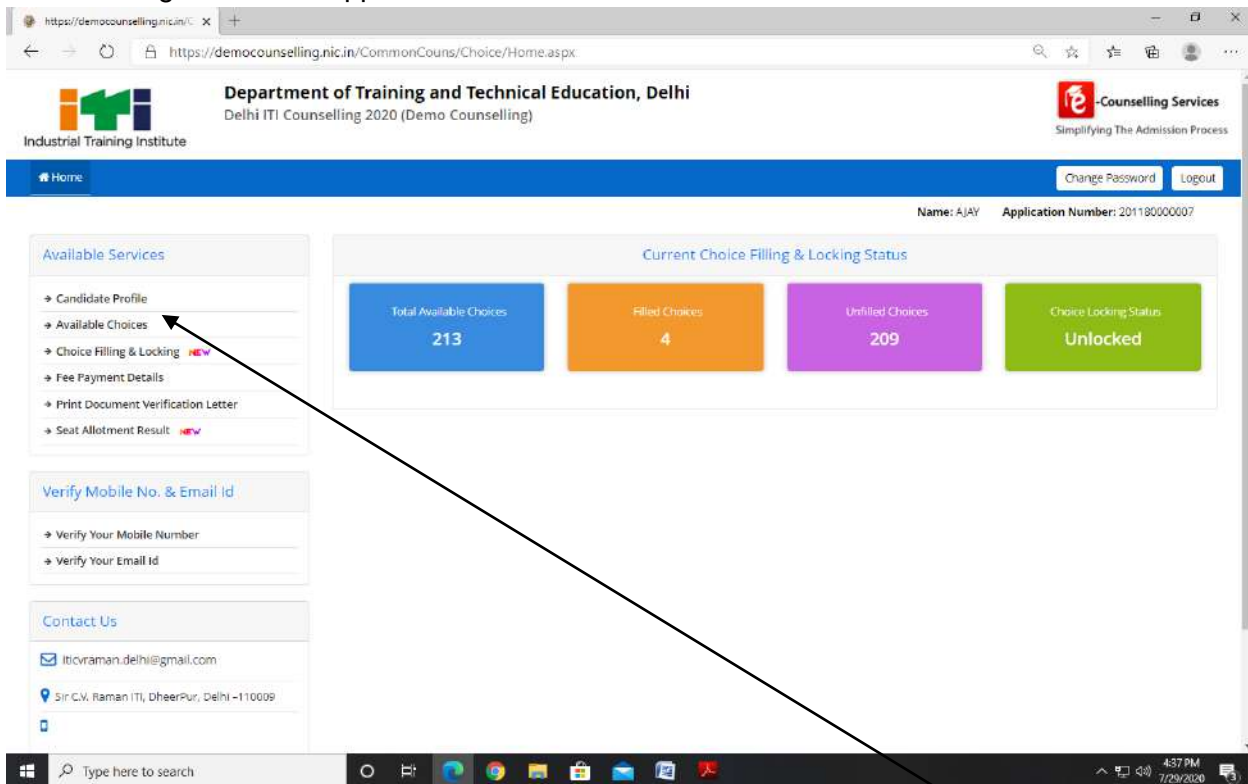 https://democounselling.nic.in/C
https://democounselling.nic.in/CommonCouns/Choice/Home.aspx
Industrial Training Institute
Department of Training and Technical Education, Delhi
Delhi ITI Counselling 2020 (Demo Counselling)
-Counselling Services
Simplifying The Admission Process
Home
Change Password
Logout
Name: AJAY Application Number: 201180000007
Available Services
→ Candidate Profile
→ Available Choices
→ Choice Filling & Locking NEW
→ Fee Payment Details
→ Print Document Verification Letter
→ Seat Allotment Result NEW
Current Choice Filling & Locking Status
Total Available Choices
213
Filled Choices
4
Unfilled Choices
209
Choice Locking Status
Unlocked
Verify Mobile No. & Email Id
→ Verify Your Mobile Number
→ Verify Your Email Id
Contact Us
iticvraman.delhi@gmail.com
Sir C.V. Raman ITI, DheerPur, Delhi -110009
Type here to search
4:37 PM
7/29/2020